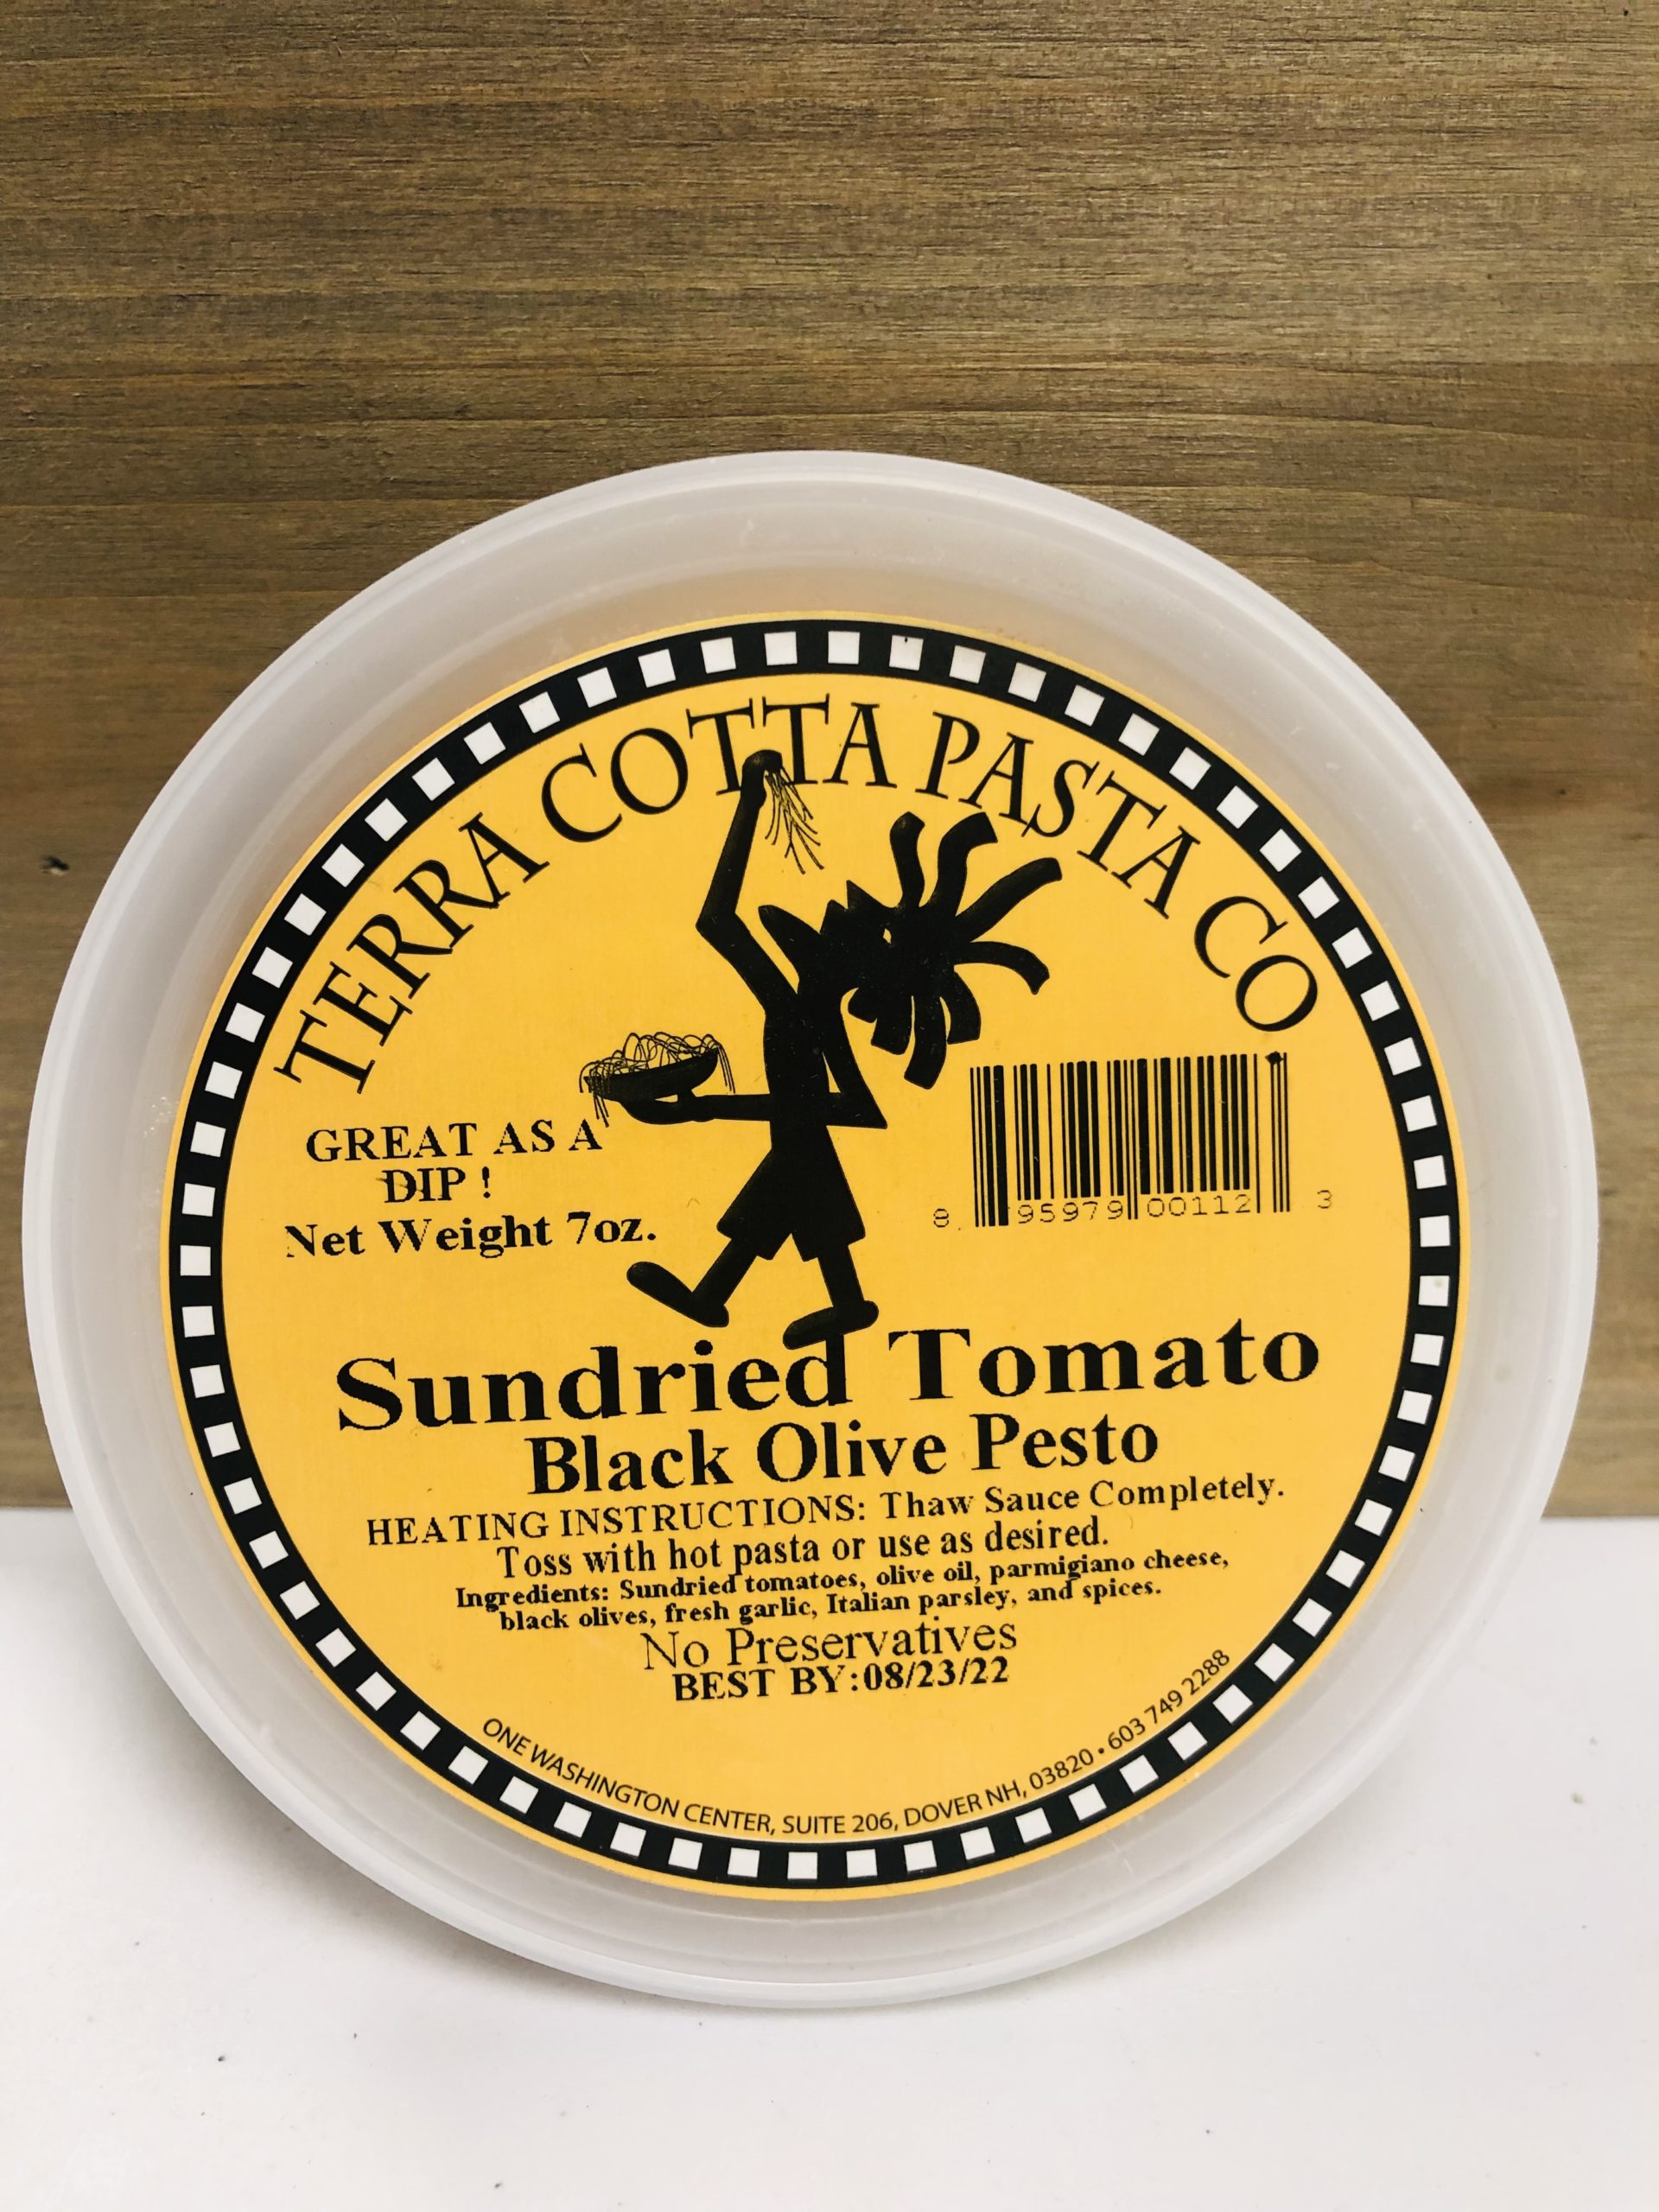 TERRA COTTA PASTA CO
GREAT AS A
DIP !
Net Weight 7oz.
8 95979 00112 3
Sundried Tomato
Black Olive Pesto
HEATING INSTRUCTIONS: Thaw Sauce Completely.
Toss with hot pasta or use as desired.
Ingredients: Sundried tomatoes, olive oil, parmigiano cheese,
black olives, fresh garlic, Italian parsley, and spices.
No Preservatives
BEST BY:08/23/22
ONE WASHINGTON CENTER, SUITE 206, DOVER NH, 03820 • 603 749 2288